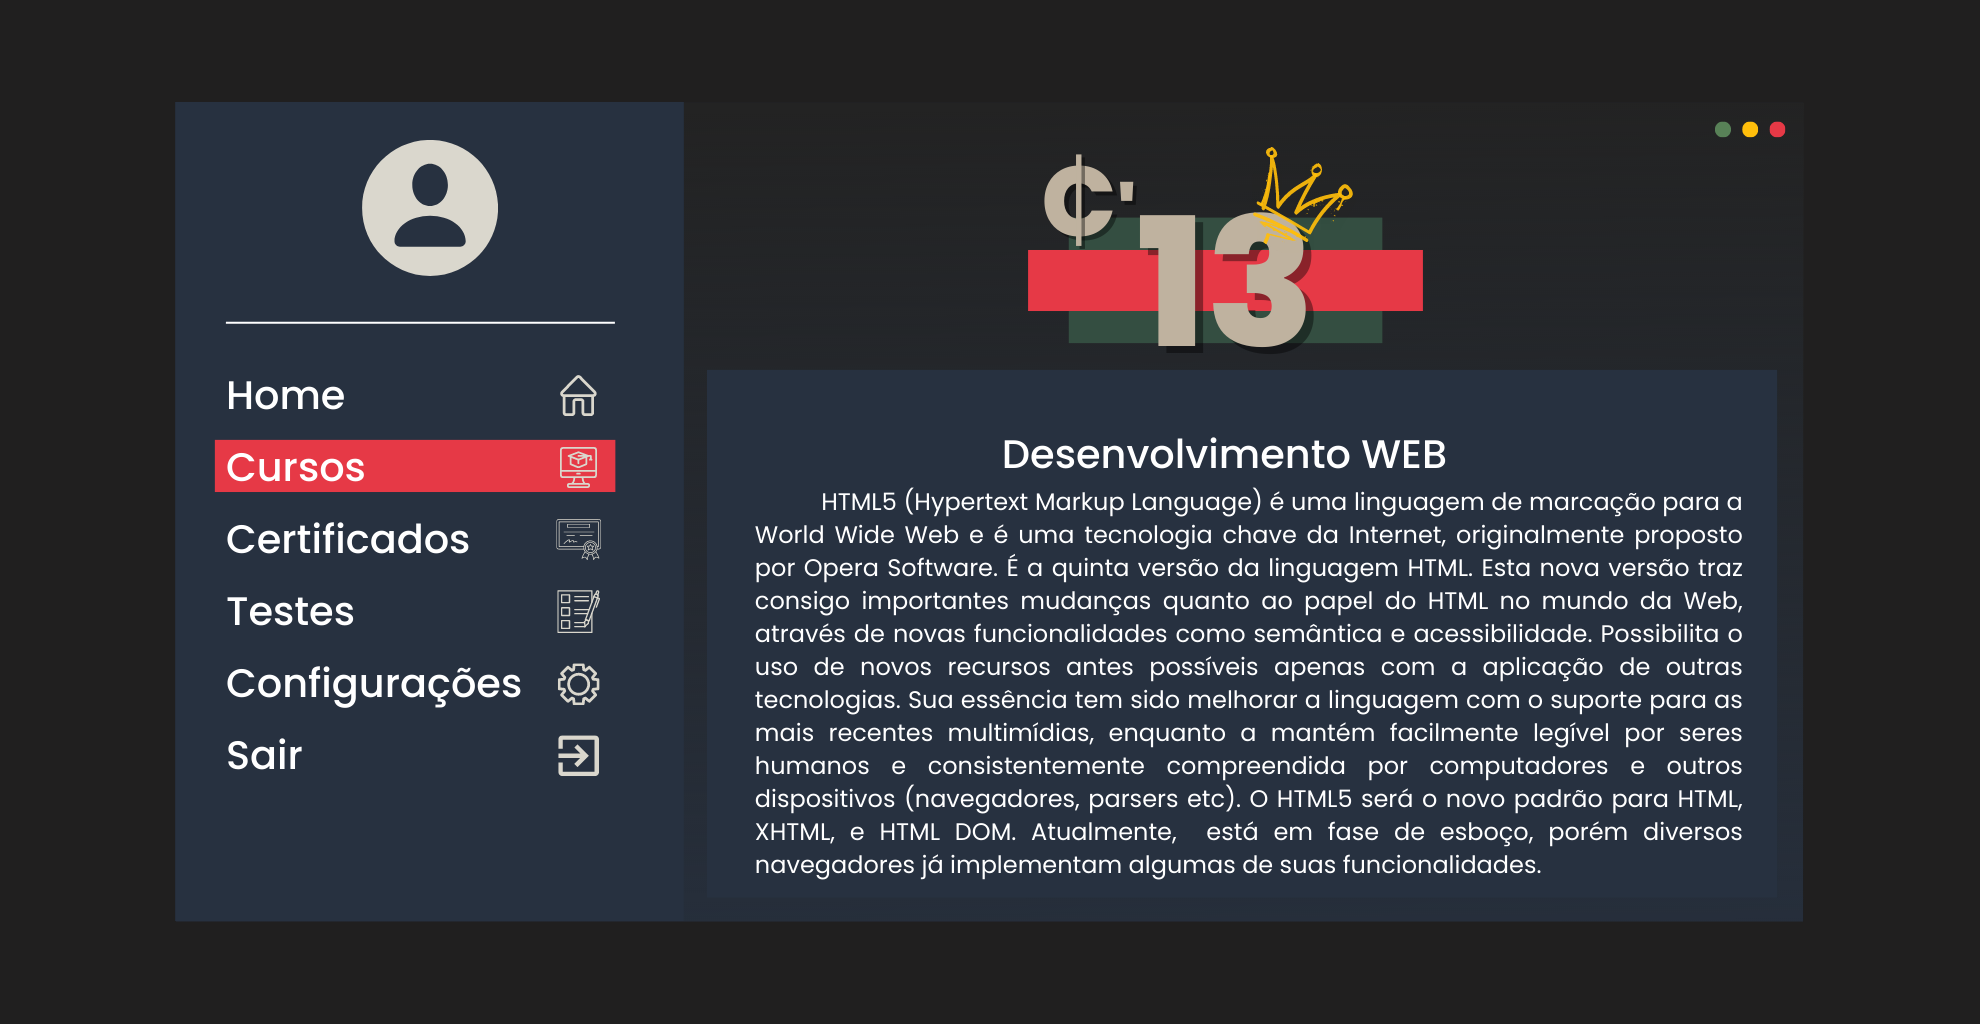 Home
Cursos
Certificados
Testes
Configurações
Sair
₵'
13
Desenvolvimento WEB
HTML5 (Hypertext Markup Language) é uma linguagem de marcação para a
World Wide Web e é uma tecnologia chave da Internet, originalmente proposto
por Opera Software. É a quinta versão da linguagem HTML. Esta nova versão traz
consigo importantes mudanças quanto ao papel do HTML no mundo da Web,
através de novas funcionalidades como semântica e acessibilidade. Possibilita o
uso de novos recursos antes possíveis apenas com a aplicação de outras
tecnologias. Sua essência tem sido melhorar a linguagem com o suporte para as
mais recentes multimídias, enquanto a mantém facilmente legível por seres
humanos e consistentemente compreendida por computadores e outros
dispositivos (navegadores, parsers etc). O HTML5 será o novo padrão para HTML,
XHTML, e HTML DOM. Atualmente, está em fase de esboço, porém diversos
navegadores já implementam algumas de suas funcionalidades.